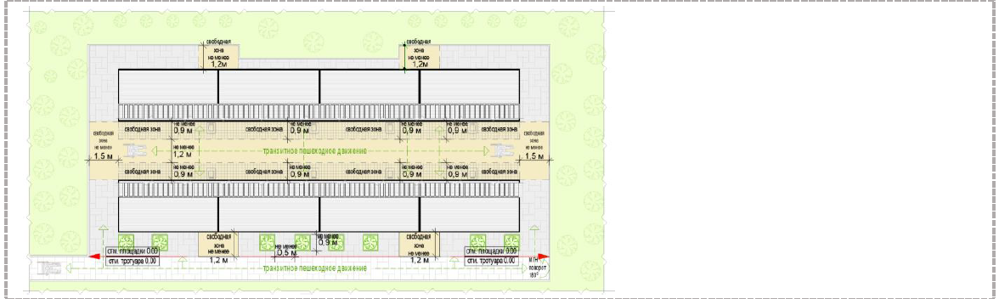 свободная
зона
не менее
1,2м
свободная
зона
не менее
1,2м
свободная зона
не менее
0,9 м
свободная зона
не менее
0,9 м
свободная зона
не менее
0,9 м
не менее
0,9 м
свободная зона
свободная
зона
не менее
1,5 м
не менее
1,2 м
транзитное пешеходное движение
свободная
зона
не менее
1,5 м
свободная зона
не менее
0,9 м
свободная зона
не менее
0,9 м
свободная зона
не менее
0,9 м
не менее
0,9 м
свободная зона
свободная
зона
не менее
1,2 м
не менее
0,9 м
не менее
0,5 м
свободная
зона
не менее
1,2 м
отм. площадки 0.00
отм. тротуара 0,00
отм. площадки 0.00
отм. тротуара 0,00
транзитное пешеходное движение
МГН
поворот
180°